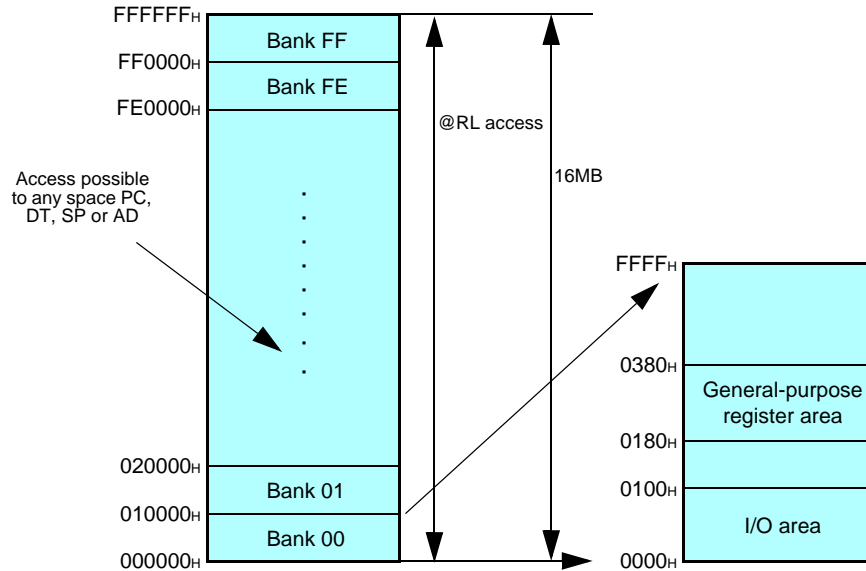 FFFFFFH
Bank FF
FF0000H
Bank FE
FE0000H
@RL access
16MB
Access possible
to any space PC,
DT, SP or AD
020000H
Bank 01
010000H
Bank 00
000000H
FFFFH
0380H
General-purpose
register area
0180H
0100H
I/O area
0000H